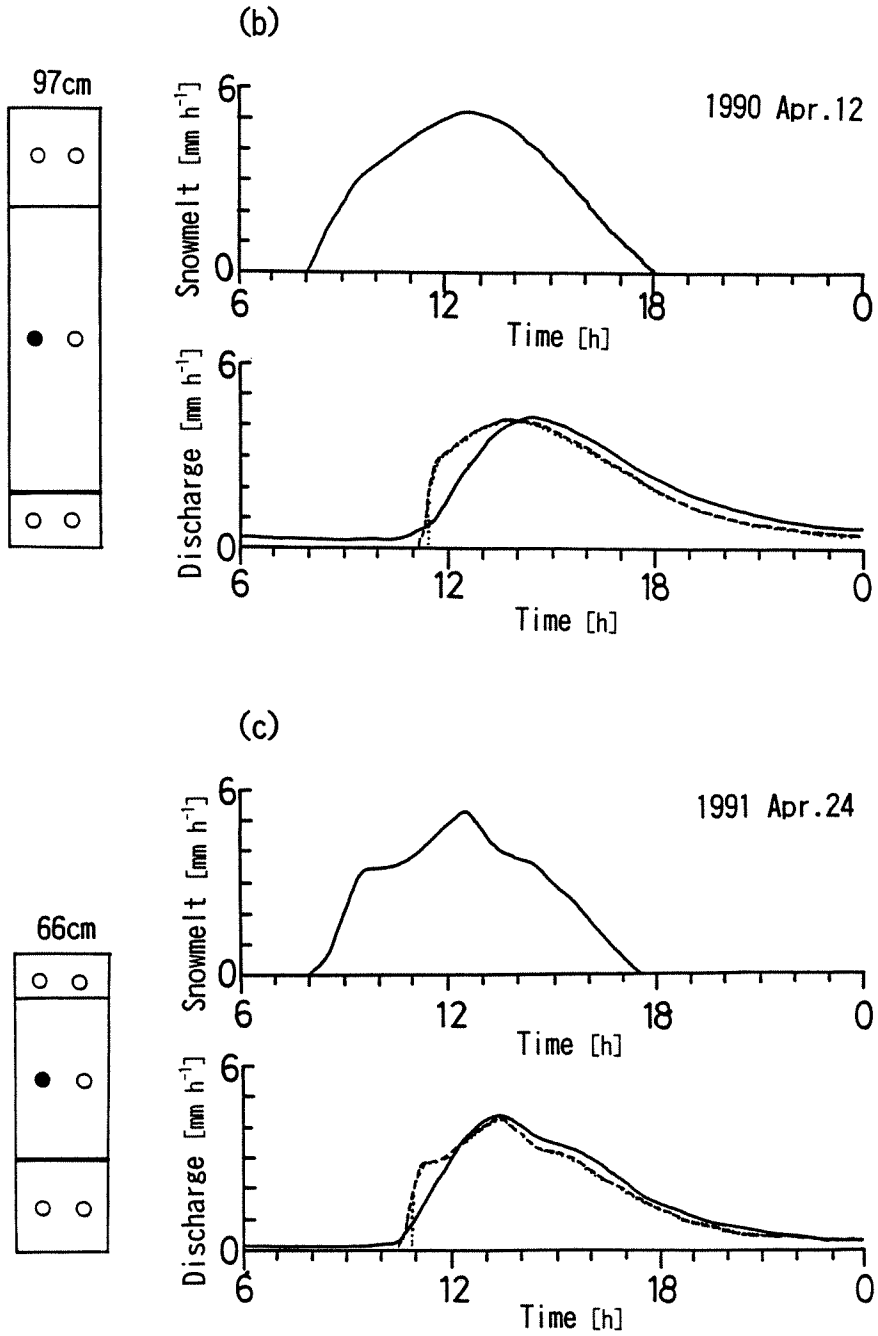 (b)
97cm
1990 Apr.12
Snowmelt [mm h⁻¹]
6
0
6 12 18 0
Time [h]
Discharge [mm h⁻¹]
6
0
6 12 18 0
Time [h]
(c)
66cm
1991 Apr.24
Snowmelt [mm h⁻¹]
6
0
6 12 18 0
Time [h]
Discharge [mm h⁻¹]
6
0
6 12 18 0
Time [h]